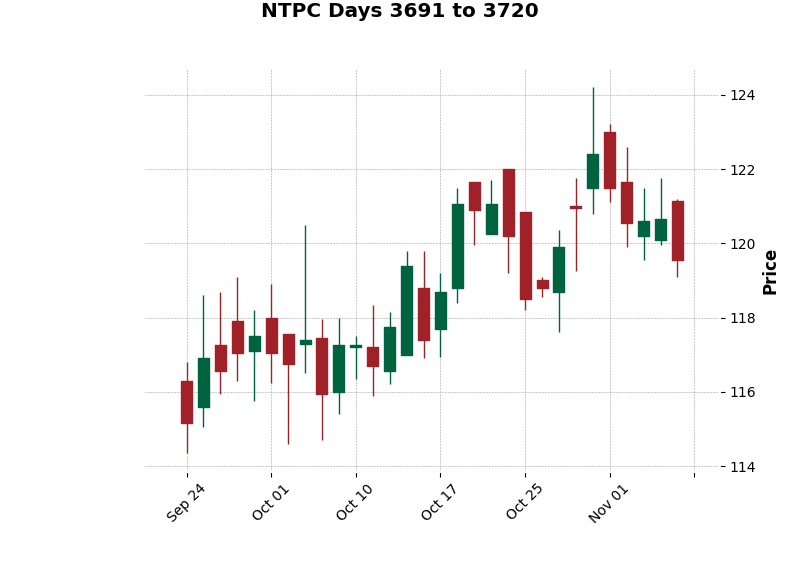 NTPC Days 3691 to 3720
124
122
120
118
116
114
Price
Sep 24
Oct 01
Oct 10
Oct 17
Oct 25
Nov 01